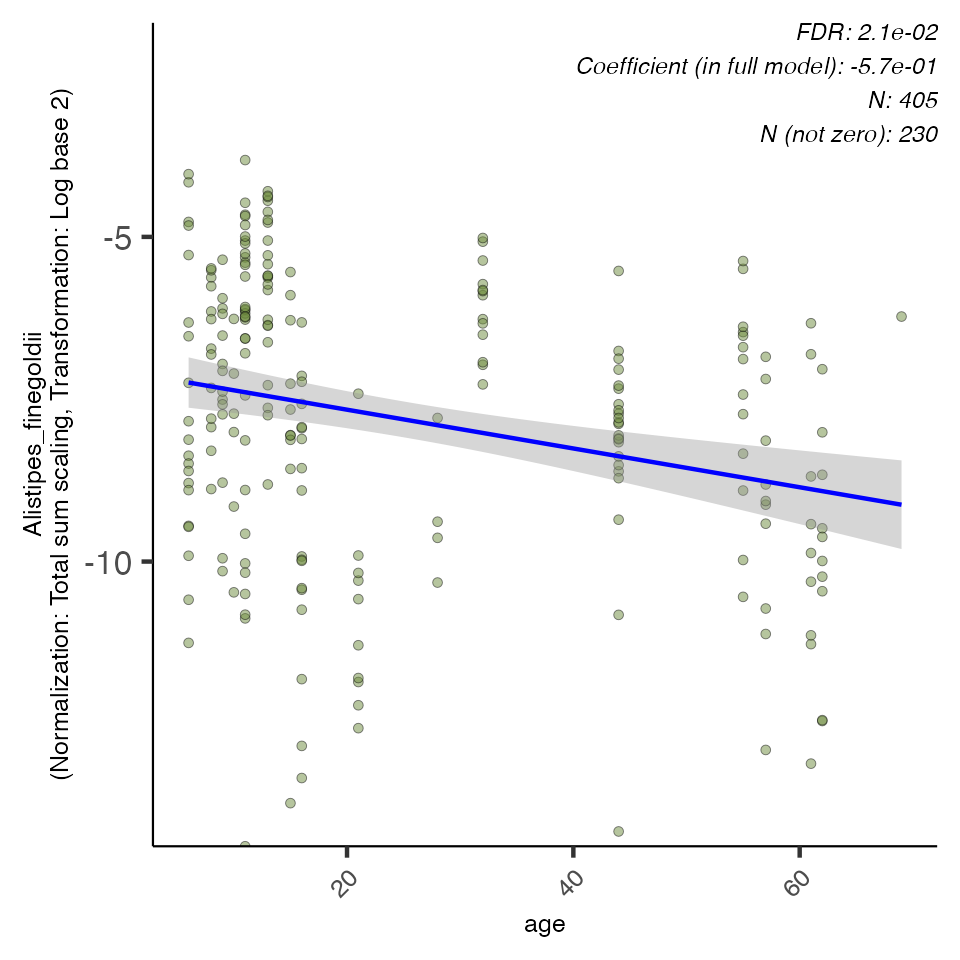 FDR: 2.1e-02
Coefficient (in full model): -5.7e-01
N: 405
N (not zero): 230
Alistipes_finegoldii
(Normalization: Total sum scaling, Transformation: Log base 2)
-5
-10
20
40
60
age